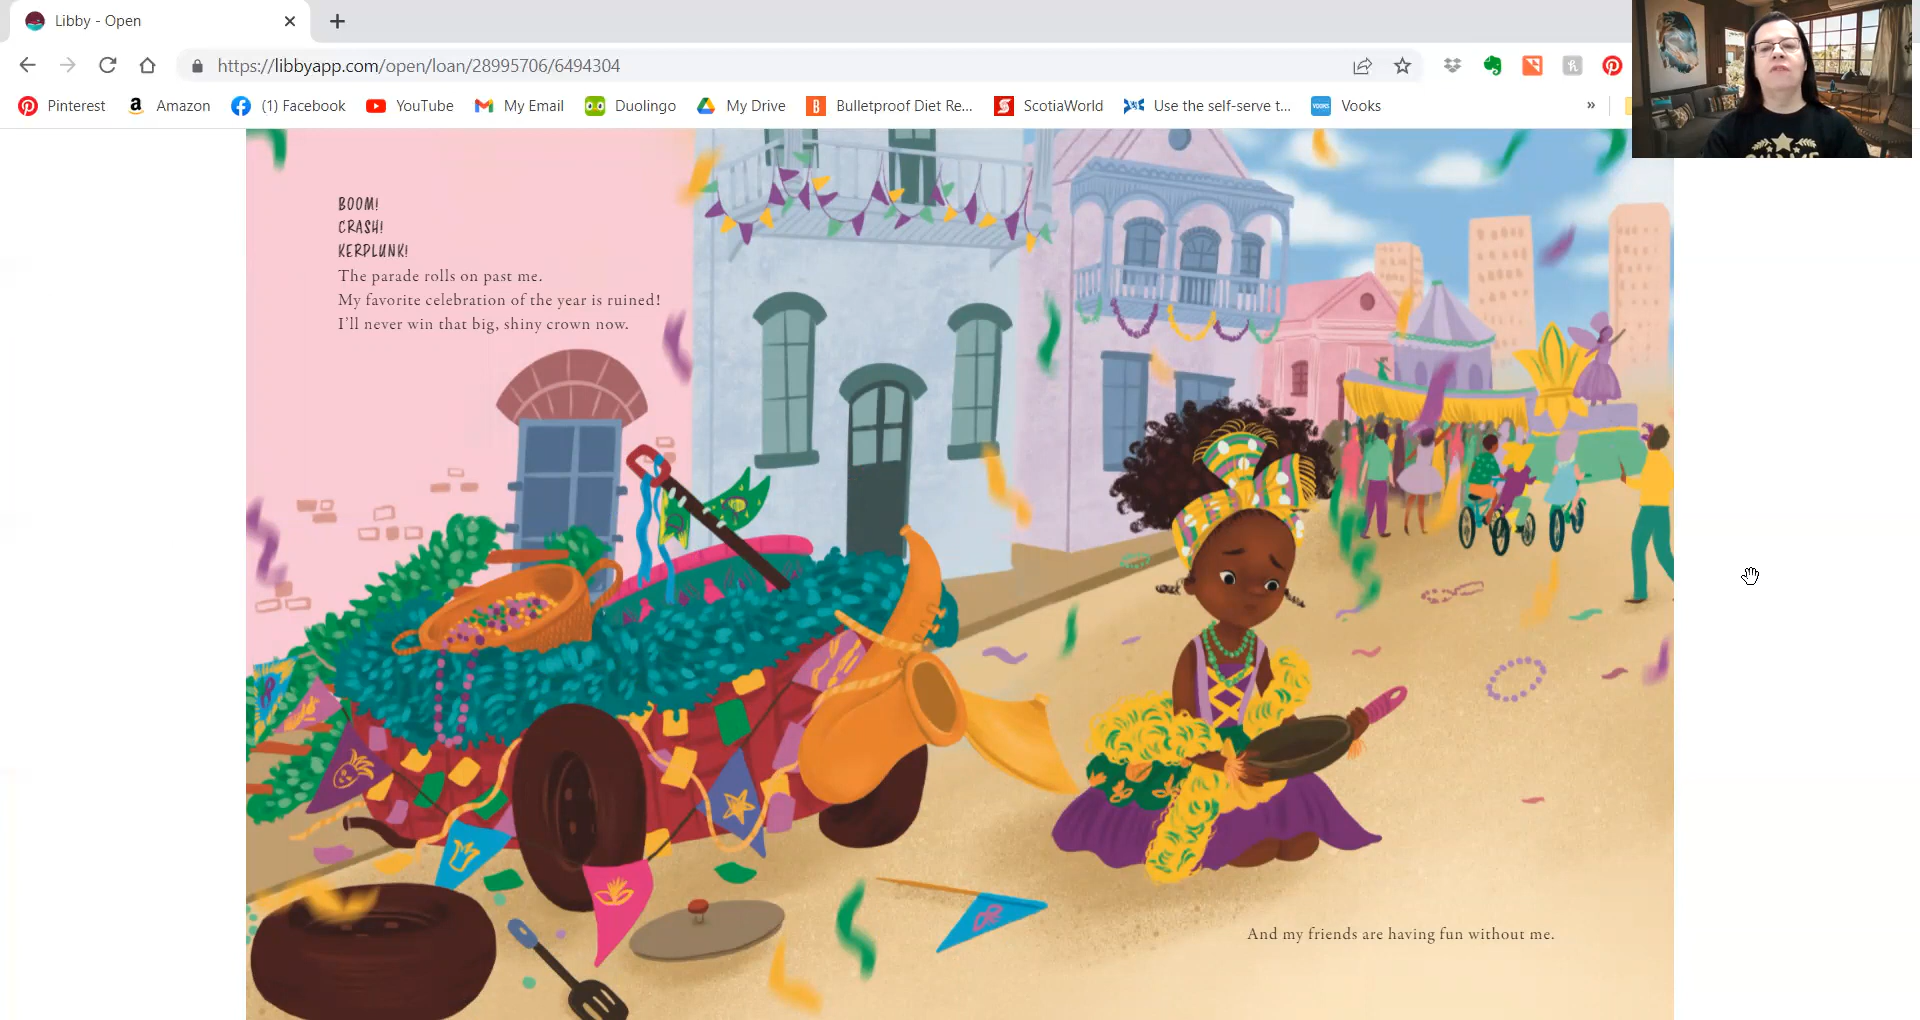 Libby - Open
https://libbyapp.com/open/loan/28995706/6494304
Pinterest
Amazon
(1) Facebook
YouTube
My Email
Duolingo
My Drive
Bulletproof Diet Re...
ScotiaWorld
Use the self-serve t...
Vooks
»
BOOM!
CRASH!
KERPLUNK!
The parade rolls on past me.
My favorite celebration of the year is ruined!
I'll never win that big, shiny crown now.
And my friends are having fun without me.